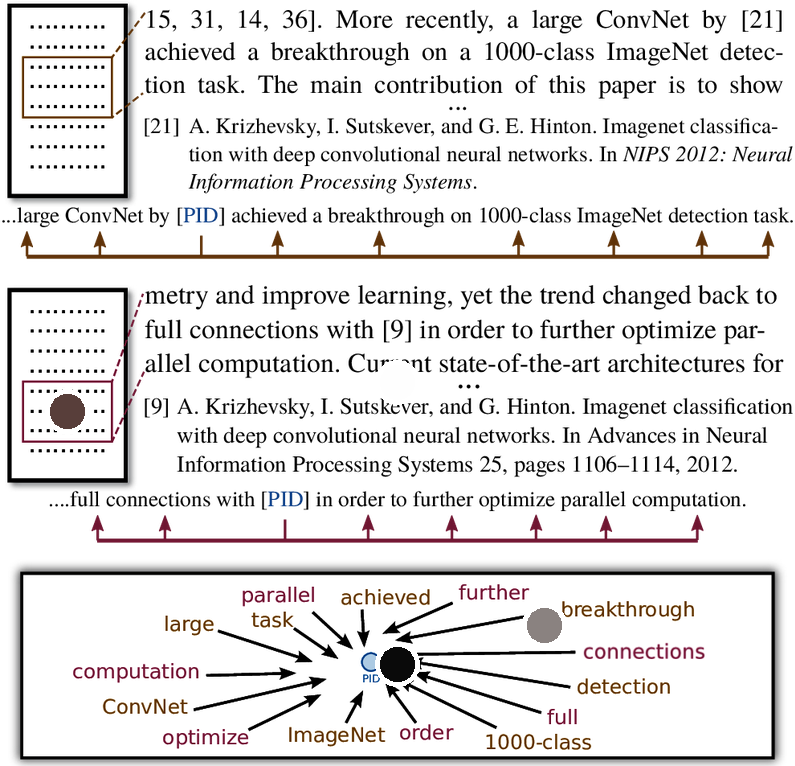 15, 31, 14, 36]. More recently, a large ConvNet by [21]
achieved a breakthrough on a 1000-class ImageNet detec-
tion task. The main contribution of this paper is to show
...
[21] A. Krizhevsky, I. Sutskever, and G. E. Hinton. Imagenet classifica-
tion with deep convolutional neural networks. In NIPS 2012: Neural
Information Processing Systems.
...large ConvNet by [PID] achieved a breakthrough on 1000-class ImageNet detection task.
metry and improve learning, yet the trend changed back to
full connections with [9] in order to further optimize par-
allel computation. Current state-of-the-art architectures for
...
[9] A. Krizhevsky, I. Sutskever, and G. Hinton. Imagenet classification
with deep convolutional neural networks. In Advances in Neural
Information Processing Systems 25, pages 1106–1114, 2012.
....full connections with [PID] in order to further optimize parallel computation.
parallel
achieved
further
large
task
breakthrough
connections
computation
PID
detection
ConvNet
full
optimize
ImageNet
order
1000-class